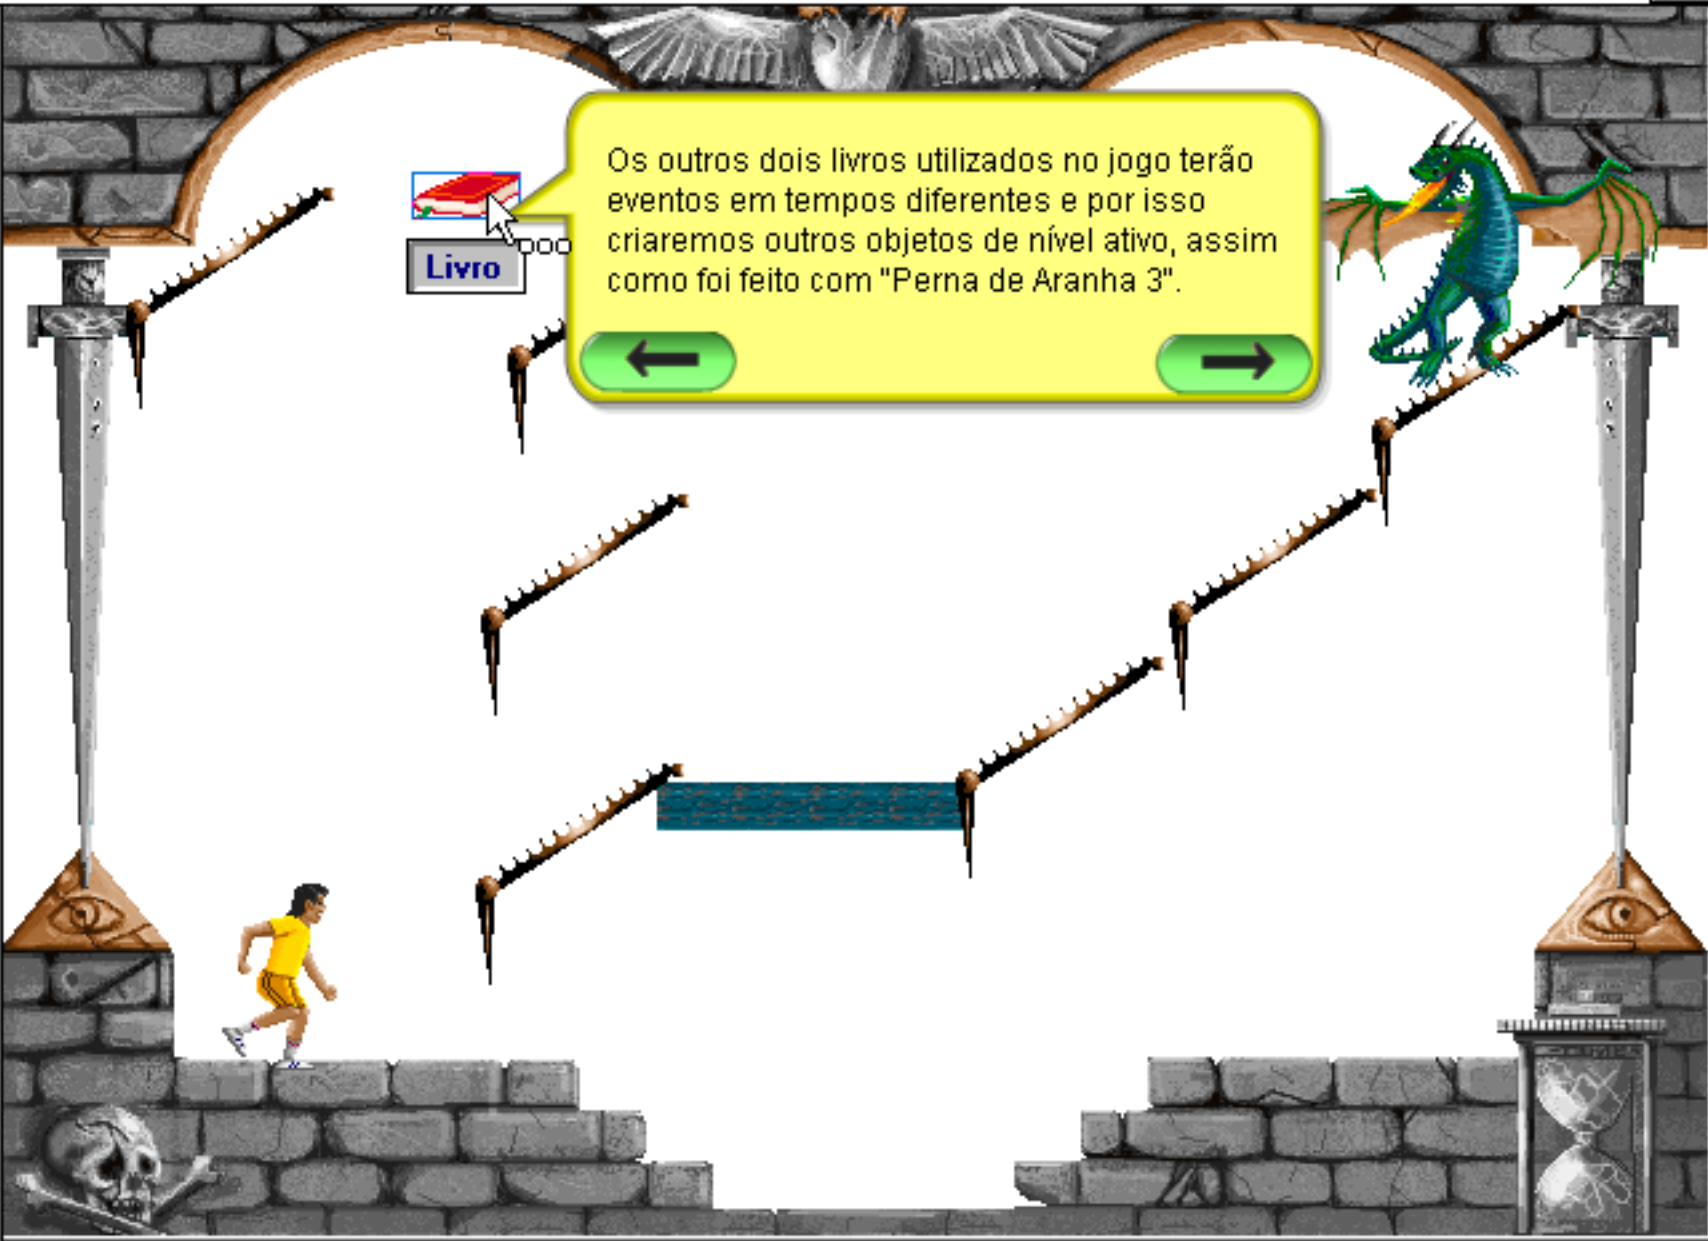 Os outros dois livros utilizados no jogo terão
eventos em tempos diferentes e por isso
criaremos outros objetos de nível ativo, assim
como foi feito com "Perna de Aranha 3".
Livro